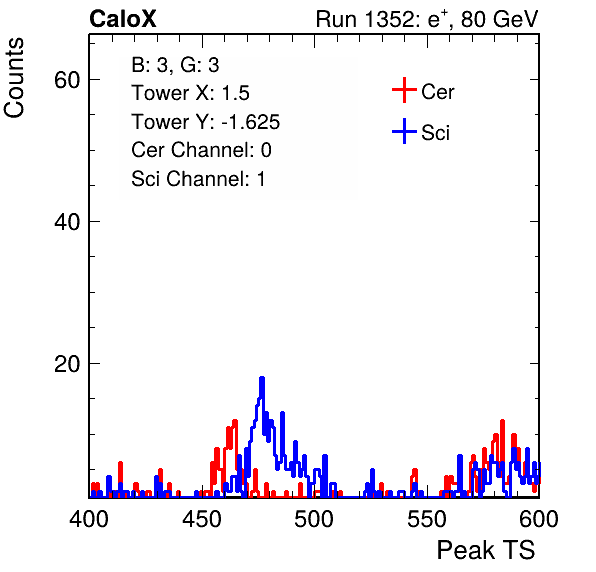 CaloX Run 1352: e+, 80 GeV
Counts
B: 3, G: 3
Tower X: 1.5
Tower Y: -1.625
Cer Channel: 0
Sci Channel: 1
Cer
Sci
60
40
20
400 450 500 550 600
Peak TS